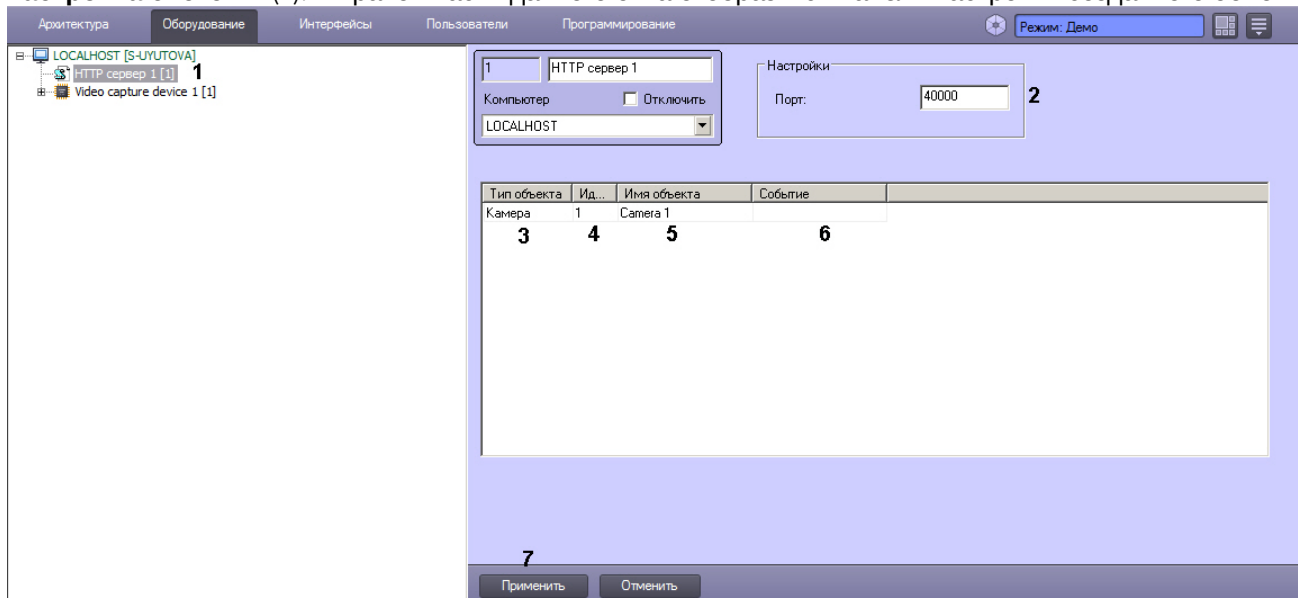 Архитектура Оборудование Интерфейсы Пользователи Программирование Режим: Демо
LOCALHOST [S-UYUTOVA]
HTTP сервер 1 [1] 1
Video capture device 1 [1]
1 HTTP сервер 1
Компьютер Отключить
LOCALHOST
Настройки
Порт: 40000 2
Тип объекта Ид... Имя объекта Событие
Камера 1 Camera 1
3 4 5 6
7
Применить Отменить